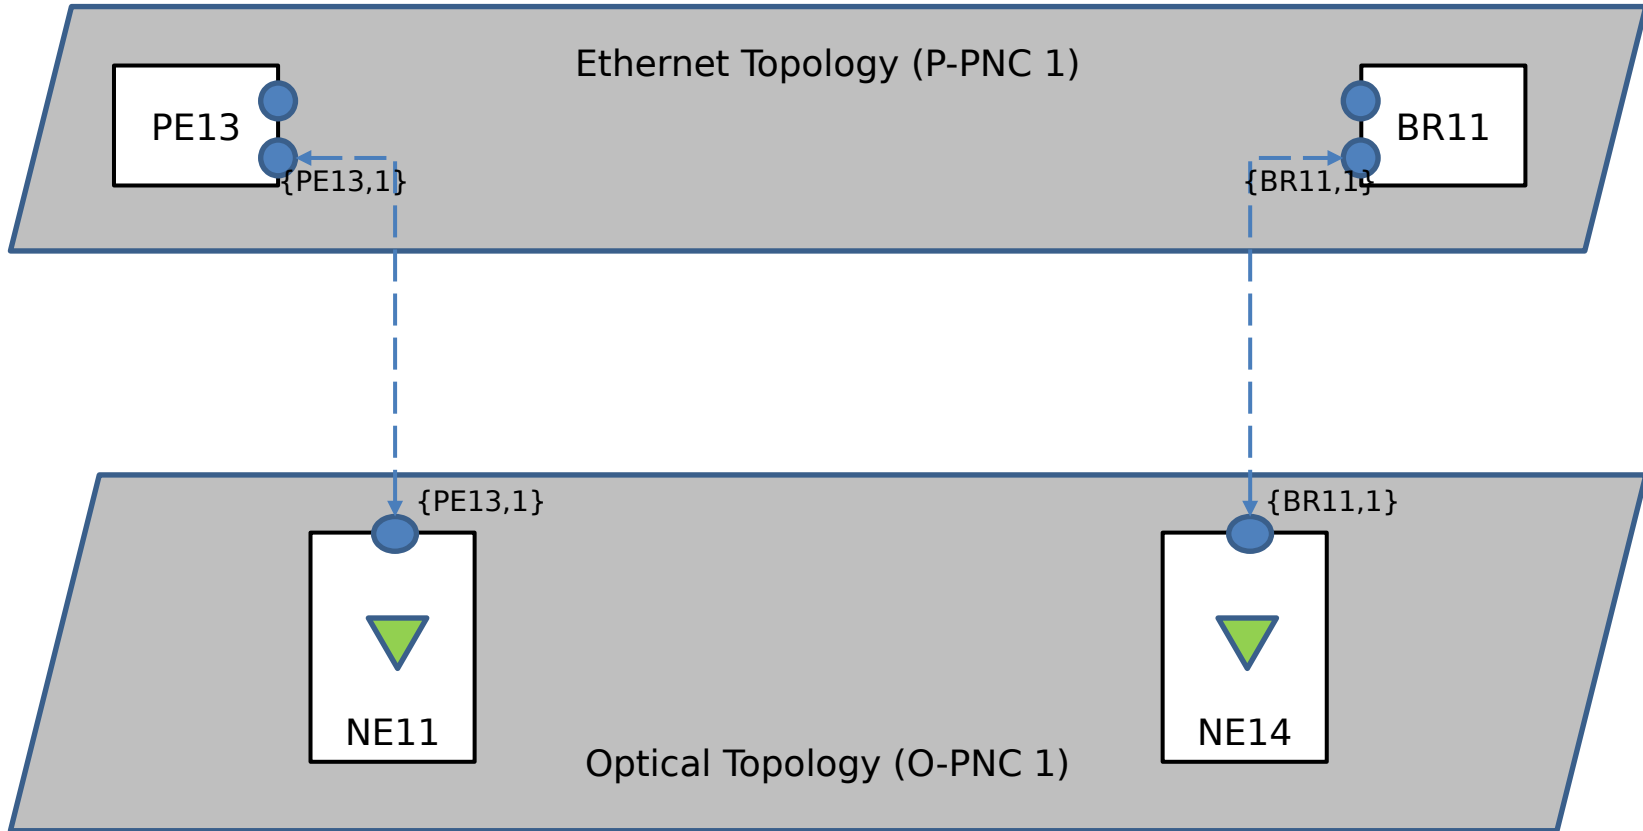 Ethernet Topology (P-PNC 1)
PE13
BR11
{PE13,1}
{BR11,1}
{PE13,1}
{BR11,1}
NE11
NE14
Optical Topology (O-PNC 1)